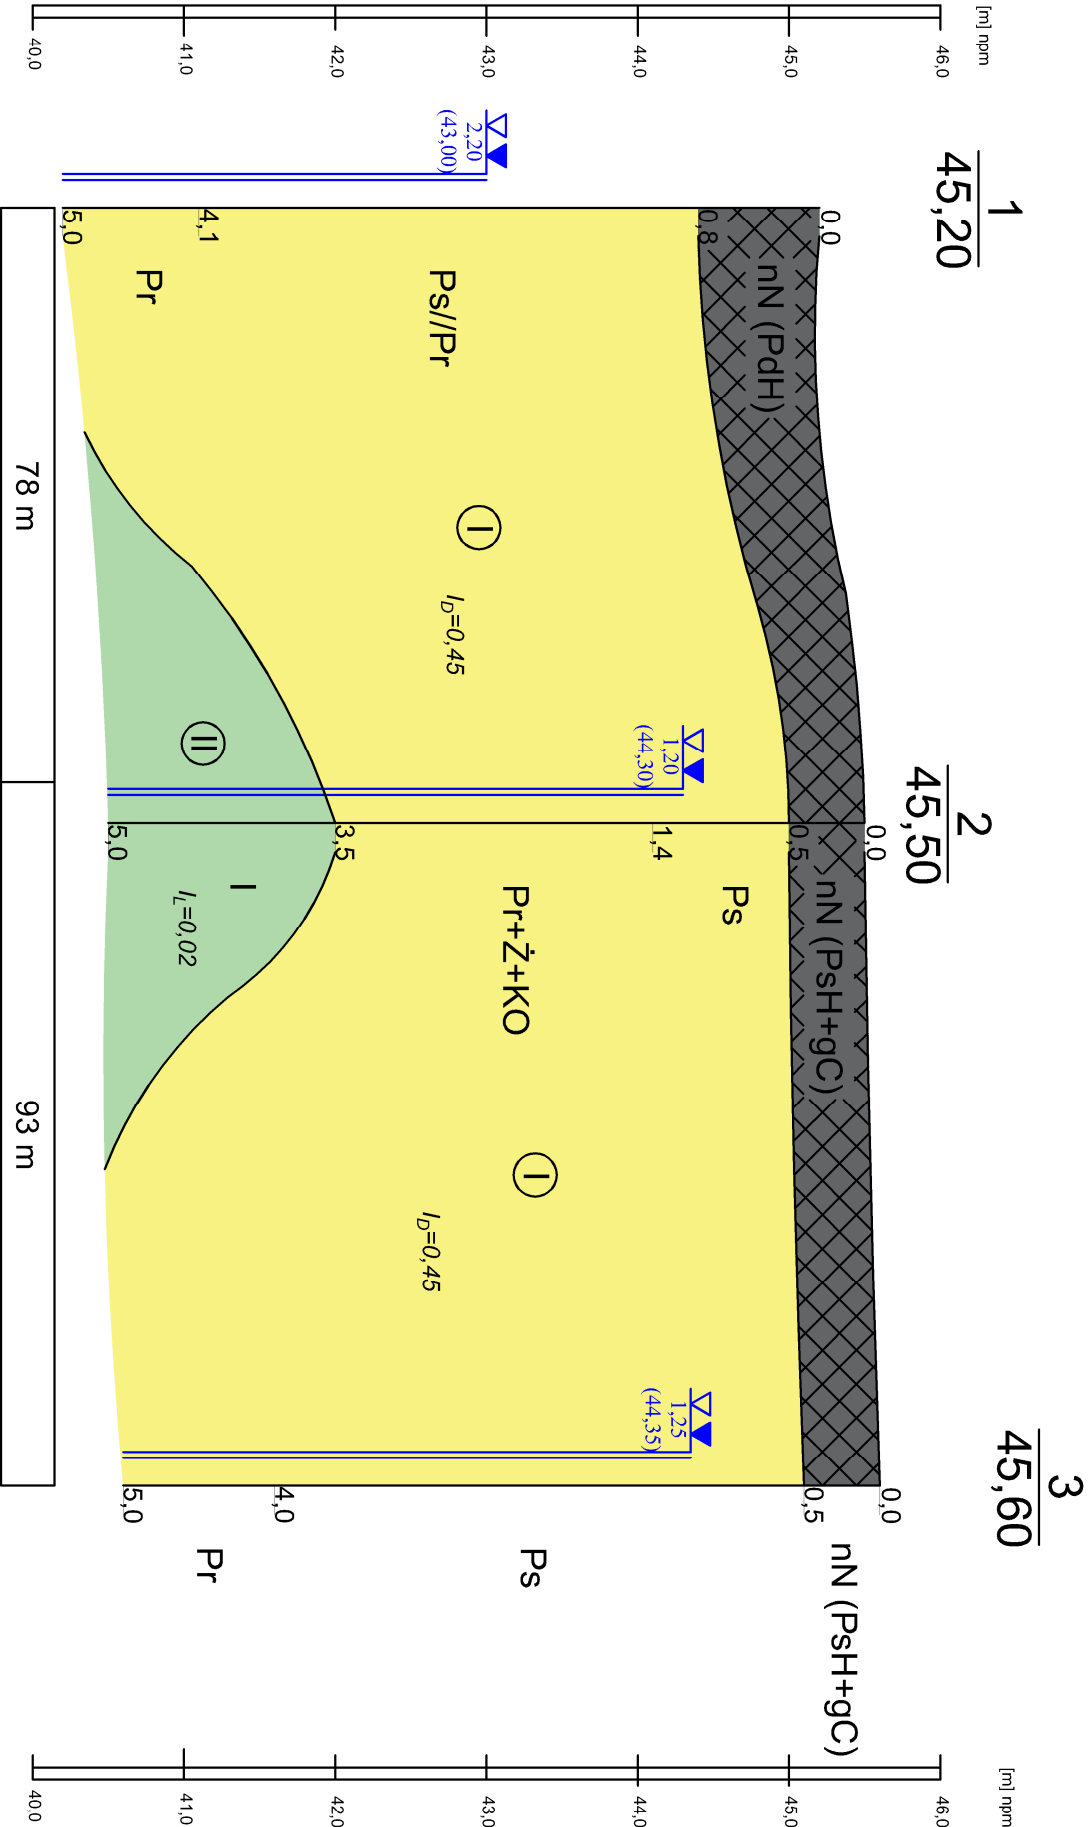 [m] npm
46,0
45,0
44,0
43,0
42,0
41,0
40,0
1
45,20
2
45,50
3
45,60
[m] npm
46,0
45,0
44,0
43,0
42,0
41,0
40,0
0,0
nN (PdH)
0,8
2,20
(43,00)
Ps//Pr
4,1
Pr
5,0
I
ID=0,45
II
0,0
nN (PsH+gC)
0,5
Ps
1,20
(44,30)
1,4
Pr+Ż+KO
3,5
I
IL=0,02
5,0
I
ID=0,45
0,0
nN (PsH+gC)
0,5
1,25
(44,35)
Ps
4,0
Pr
5,0
78 m
93 m